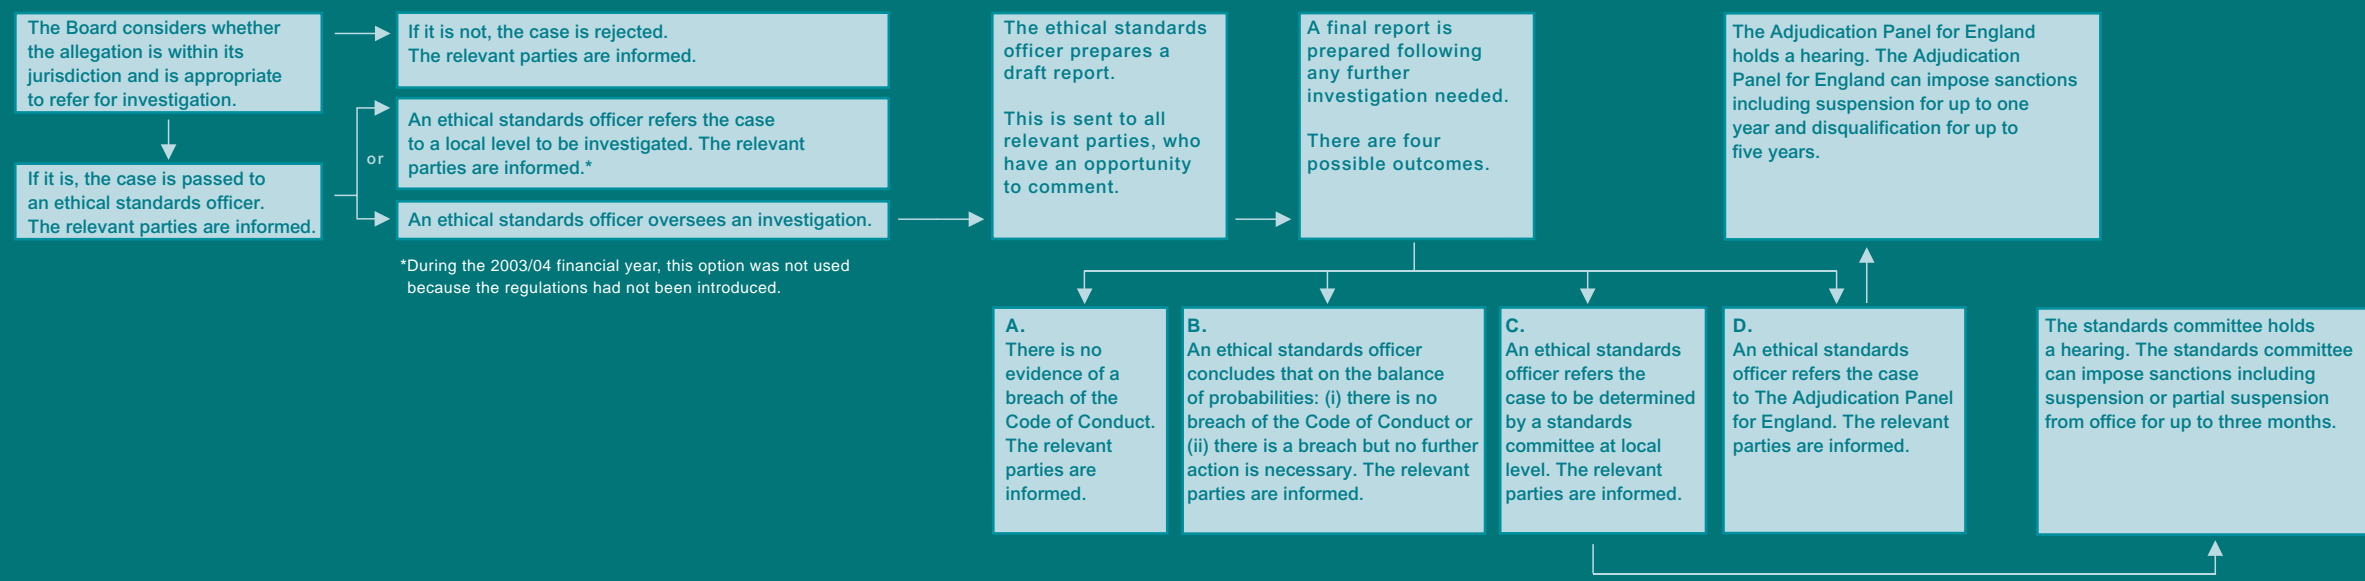 The Board considers whether
the allegation is within its
jurisdiction and is appropriate
to refer for investigation.
If it is not, the case is rejected.
The relevant parties are informed.
If it is, the case is passed to
an ethical standards officer.
The relevant parties are informed.
or
An ethical standards officer refers the case
to a local level to be investigated. The relevant
parties are informed.*
An ethical standards officer oversees an investigation.
*During the 2003/04 financial year, this option was not used
because the regulations had not been introduced.
The ethical standards
officer prepares a
draft report.
This is sent to all
relevant parties, who
have an opportunity
to comment.
A final report is
prepared following
any further
investigation needed.
There are four
possible outcomes.
A.
There is no
evidence of a
breach of the
Code of Conduct.
The relevant
parties are
informed.
B.
An ethical standards officer
concludes that on the balance
of probabilities: (i) there is no
breach of the Code of Conduct or
(ii) there is a breach but no further
action is necessary. The relevant
parties are informed.
C.
An ethical standards
officer refers the
case to be determined
by a standards
committee at local
level. The relevant
parties are informed.
D.
An ethical standards
officer refers the case
to The Adjudication Panel
for England. The relevant
parties are informed.
The Adjudication Panel for England
holds a hearing. The Adjudication
Panel for England can impose sanctions
including suspension for up to one
year and disqualification for up to
five years.
The standards committee holds
a hearing. The standards committee
can impose sanctions including
suspension or partial suspension
from office for up to three months.